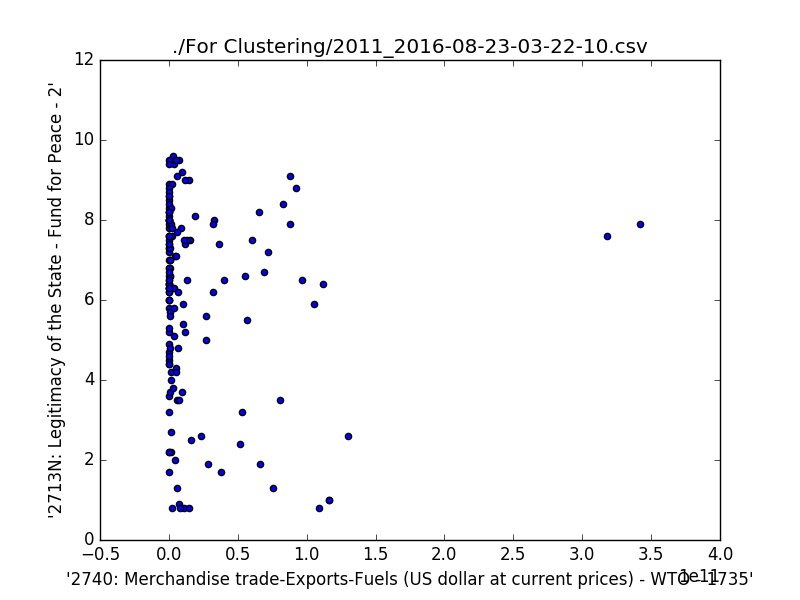 ./For Clustering/2011_2016-08-23-03-22-10.csv
12
10
8
6
4
2
0
'2713N: Legitimacy of the State - Fund for Peace - 2'
−0.5 0.0 0.5 1.0 1.5 2.0 2.5 3.0 3.5 4.0
1e11
'2740: Merchandise trade-Exports-Fuels (US dollar at current prices) - WTO - 1735'